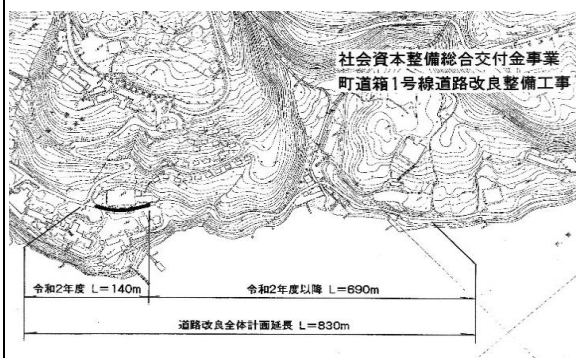 社会資本整備総合交付金事業
町道箱1号線道路改良整備工事
令和2年度 L=140m
令和2年度以降 L=690m
道路改良全体計画延長 L=830m